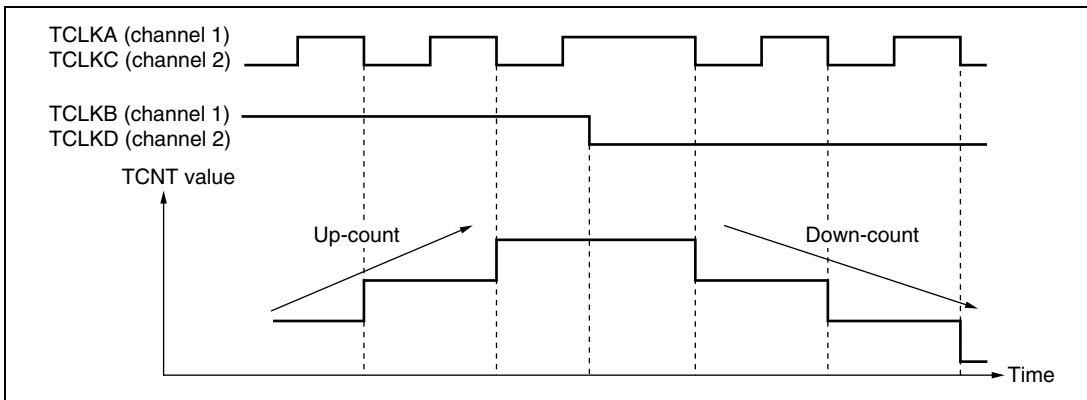 TCLKA (channel 1)
TCLKC (channel 2)
TCLKB (channel 1)
TCLKD (channel 2)
TCNT value
Up-count
Down-count
Time